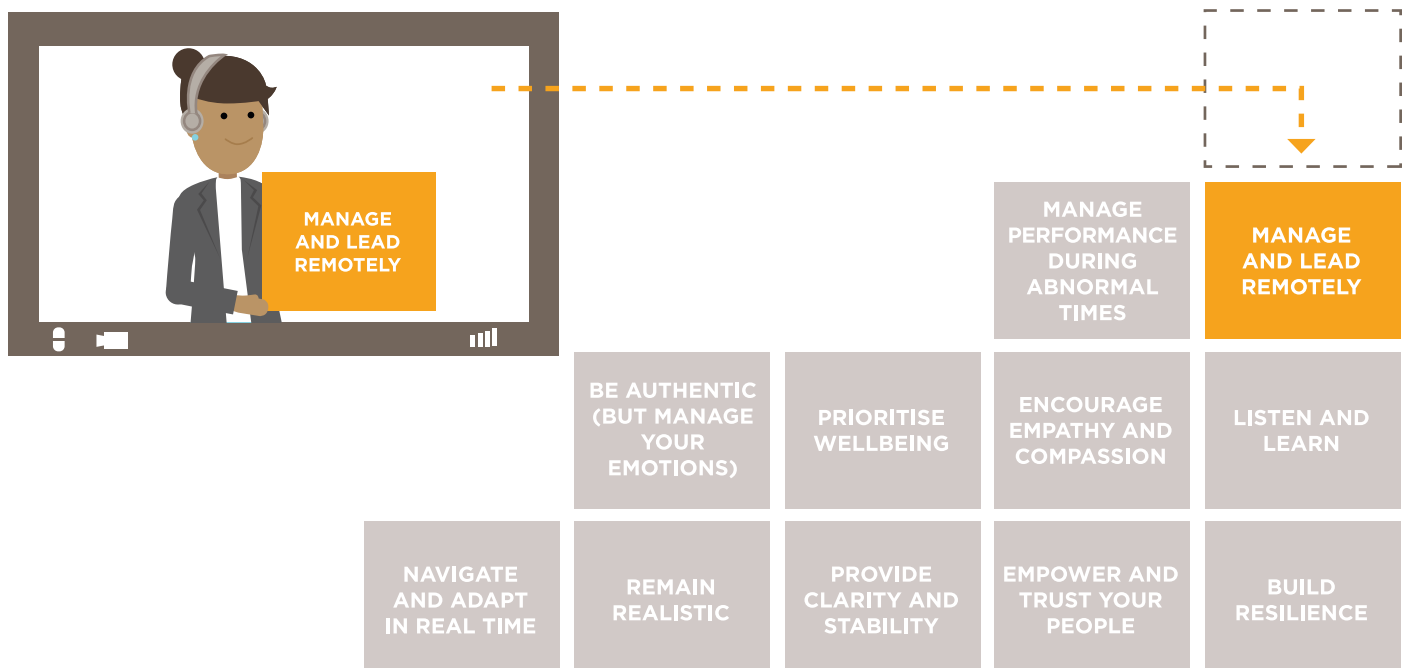 MANAGE
AND LEAD
REMOTELY
MANAGE
PERFORMANCE
DURING
ABNORMAL
TIMES
MANAGE
AND LEAD
REMOTELY
BE AUTHENTIC
(BUT MANAGE
YOUR
EMOTIONS)
PRIORITISE
WELLBEING
ENCOURAGE
EMPATHY AND
COMPASSION
LISTEN AND
LEARN
NAVIGATE
AND ADAPT
IN REAL TIME
REMAIN
REALISTIC
PROVIDE
CLARITY AND
STABILITY
EMPOWER AND
TRUST YOUR
PEOPLE
BUILD
RESILIENCE